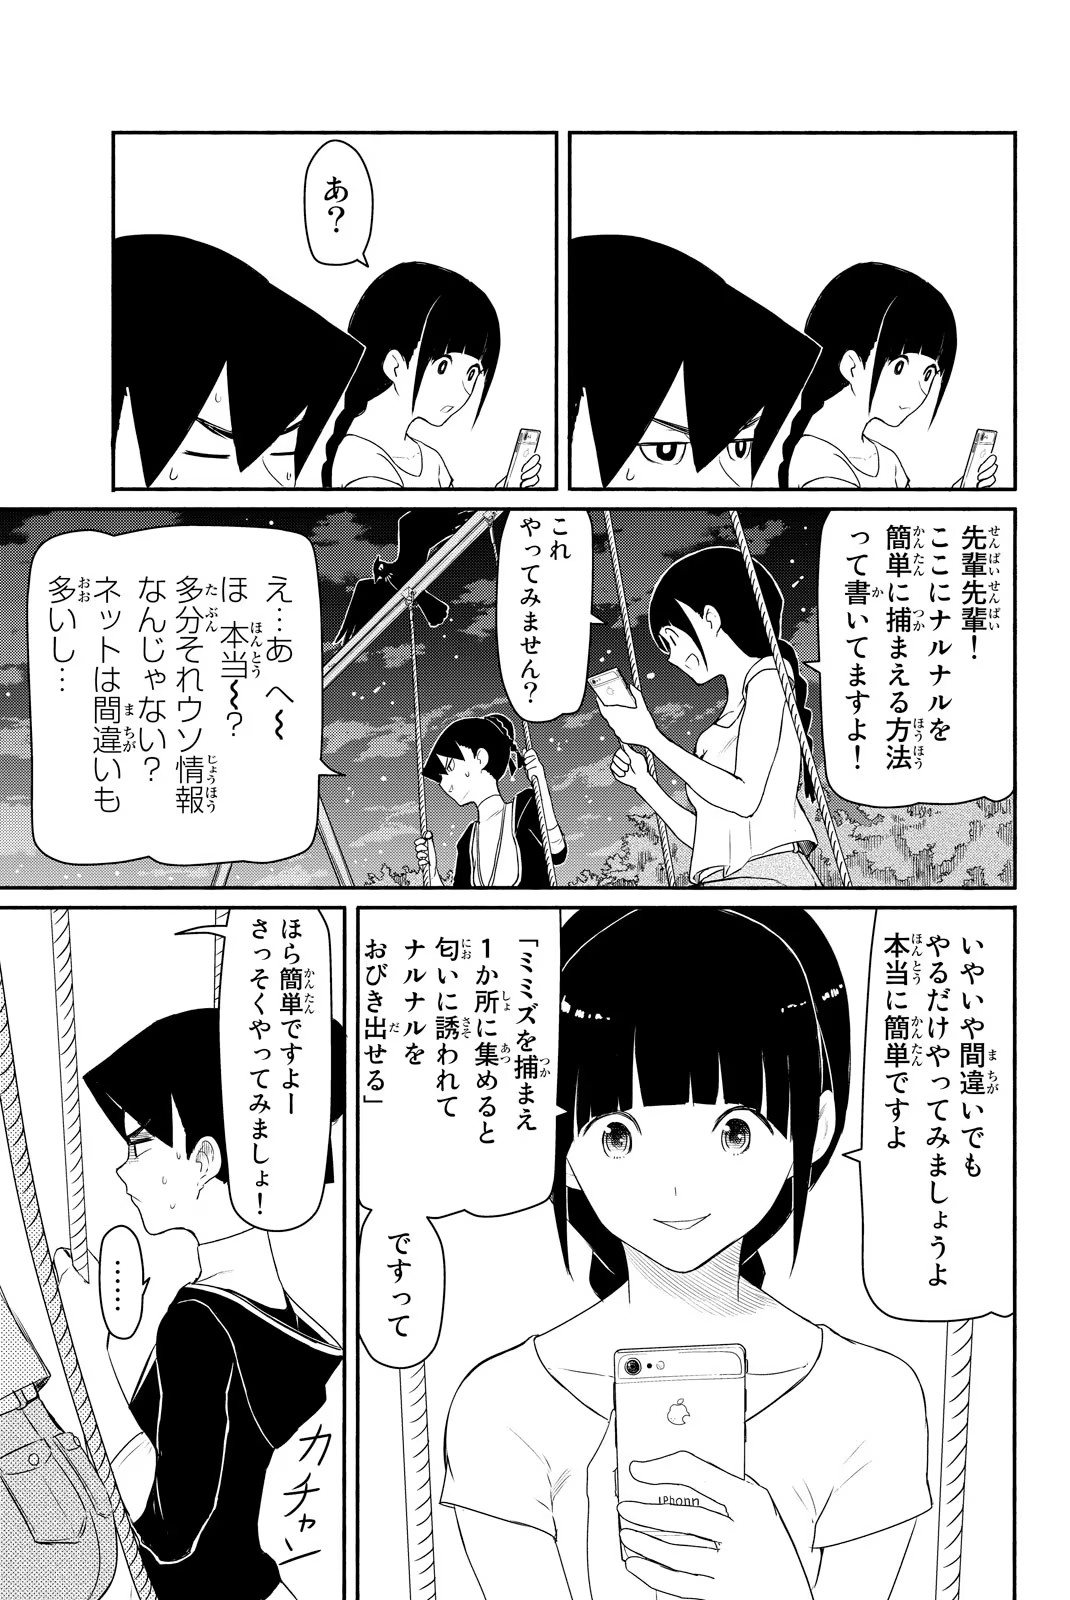 あ？
先輩先輩！
ここにナルナルを
簡単に捕まえる方法
って書いてますよ！
これ
やってみません？
え…あ へ〜
ほ 本当〜？
多分それウソ情報
なんじゃない？
ネットは間違いも
多いし…
いやいや間違いでも
やるだけやってみましょうよ
本当に簡単ですよ
「ミミズを捕まえ
1か所に集めると
匂いに誘われて
ナルナルを
おびき出せる」
ですって
iPhonn
ほら簡単ですよー
さっそくやってみましょ！
……
カチャン